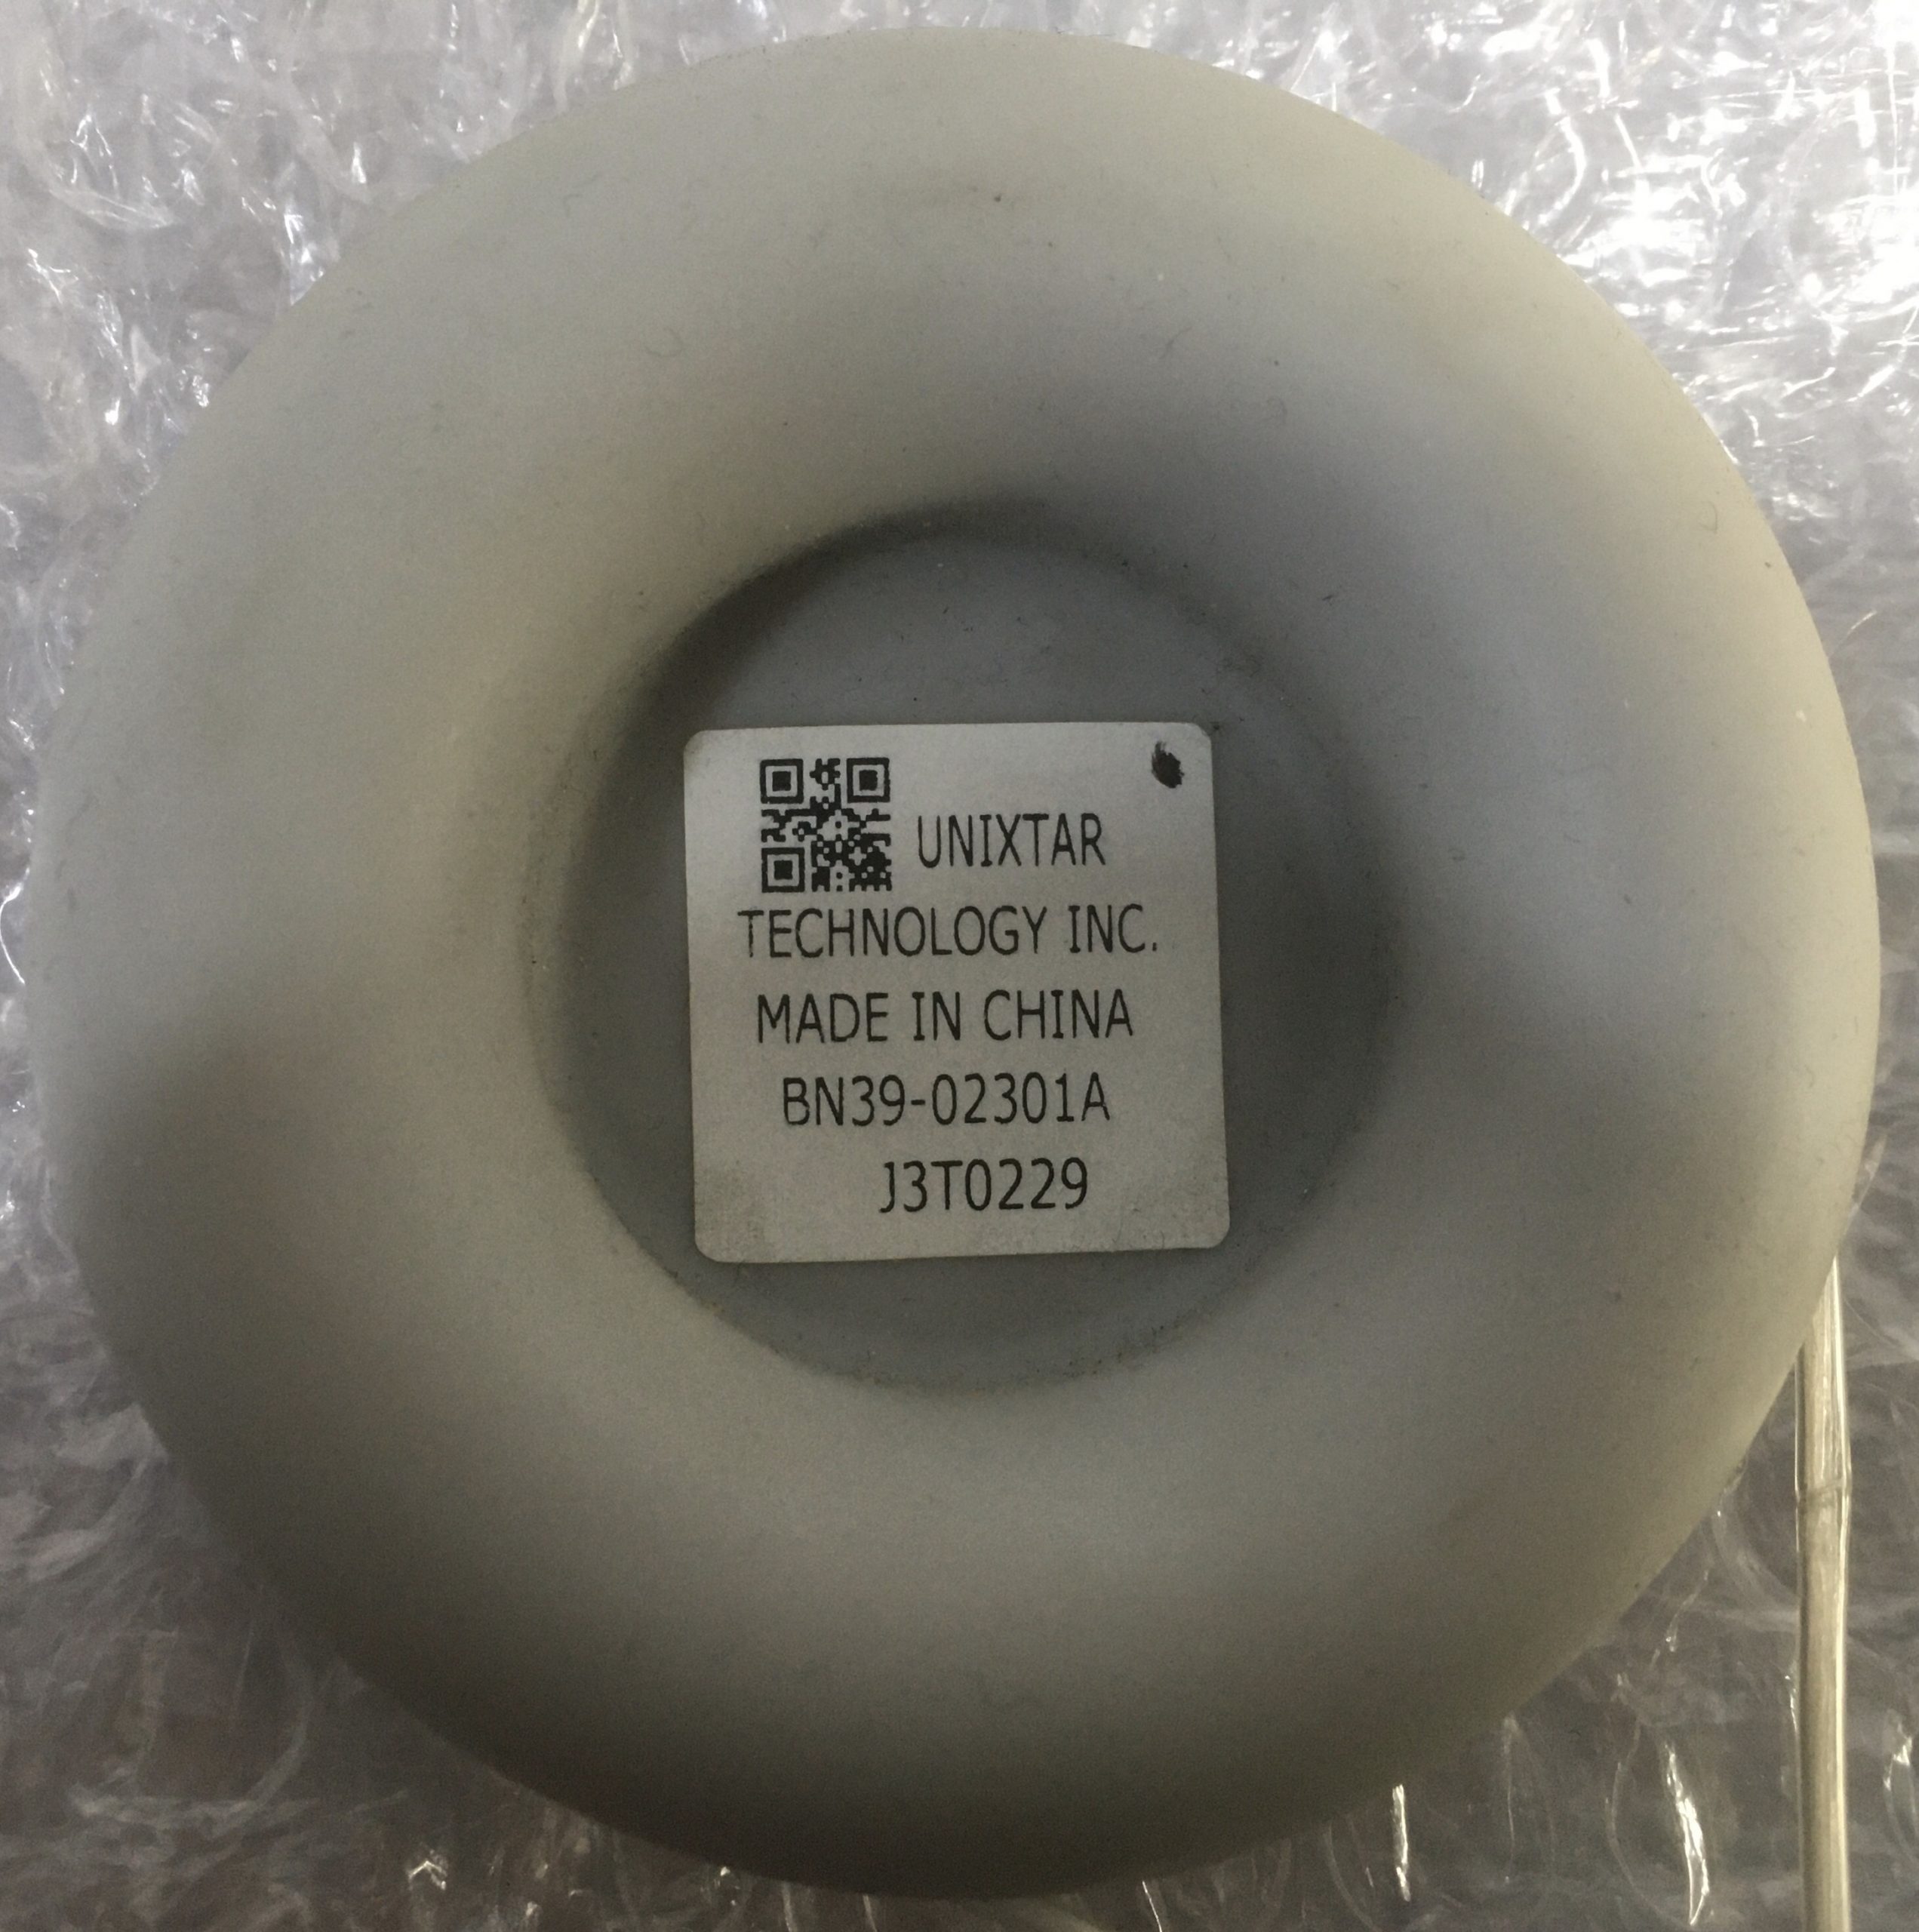 UNIXTAR
TECHNOLOGY INC.
MADE IN CHINA
BN39-02301A
J3T0229